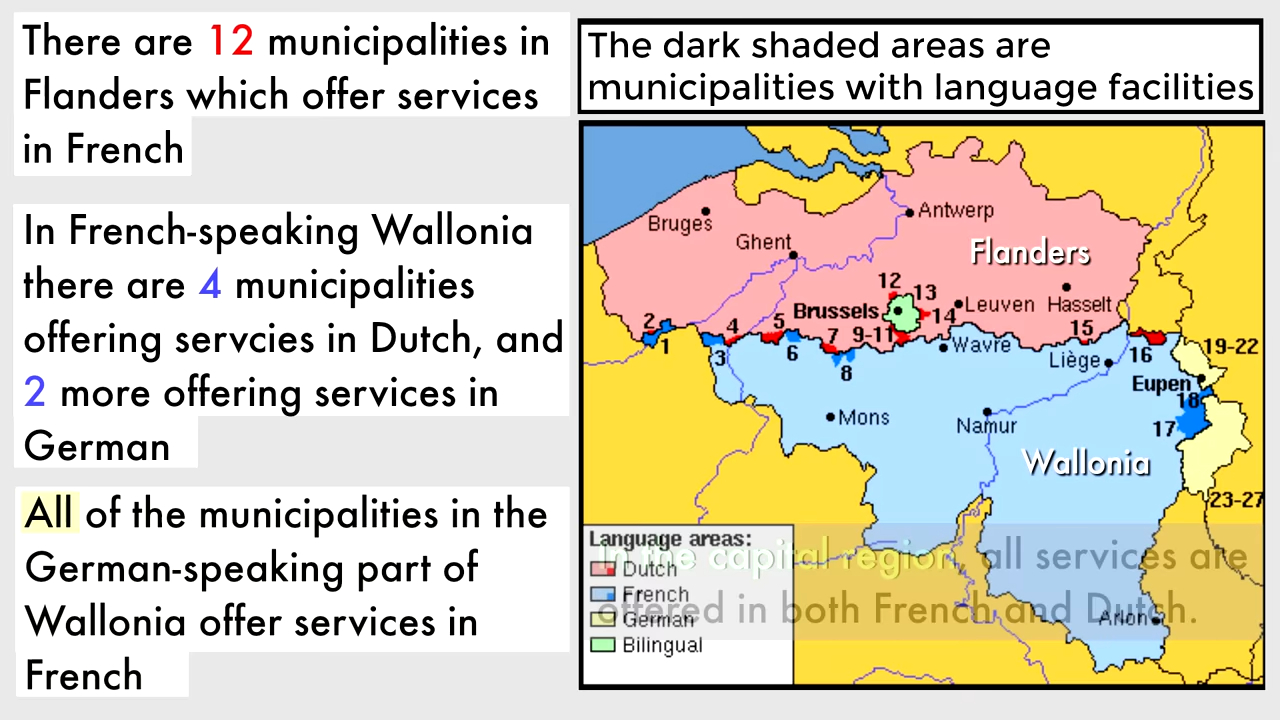 There are 12 municipalities in
Flanders which offer services
in French
In French-speaking Wallonia
there are 4 municipalities
offering servcies in Dutch, and
2 more offering services in
German
All of the municipalities in the
German-speaking part of
Wallonia offer services in
French
The dark shaded areas are
municipalities with language facilities
Bruges
Antwerp
Ghent
Flanders
12
13
Brussels
14
Leuven
Hasselt
2
1
3
4
5
6
7
8
9-11
Wavre
15
Liège
16
19-22
Eupen
18
17
Mons
Namur
Wallonia
23-27
Language areas:
Dutch
French
German
Bilingual
In the capital region, all services are
offered in both French and Dutch.
Arlon